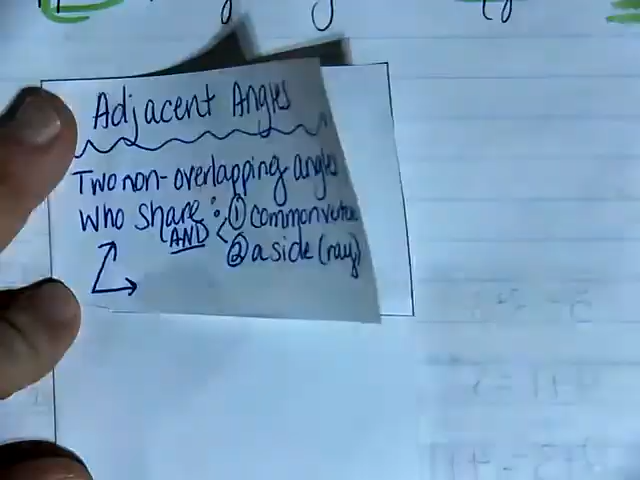 Adjacent Angles
Two non-overlapping angles
who share: ① common vertex
AND
② a side (ray)